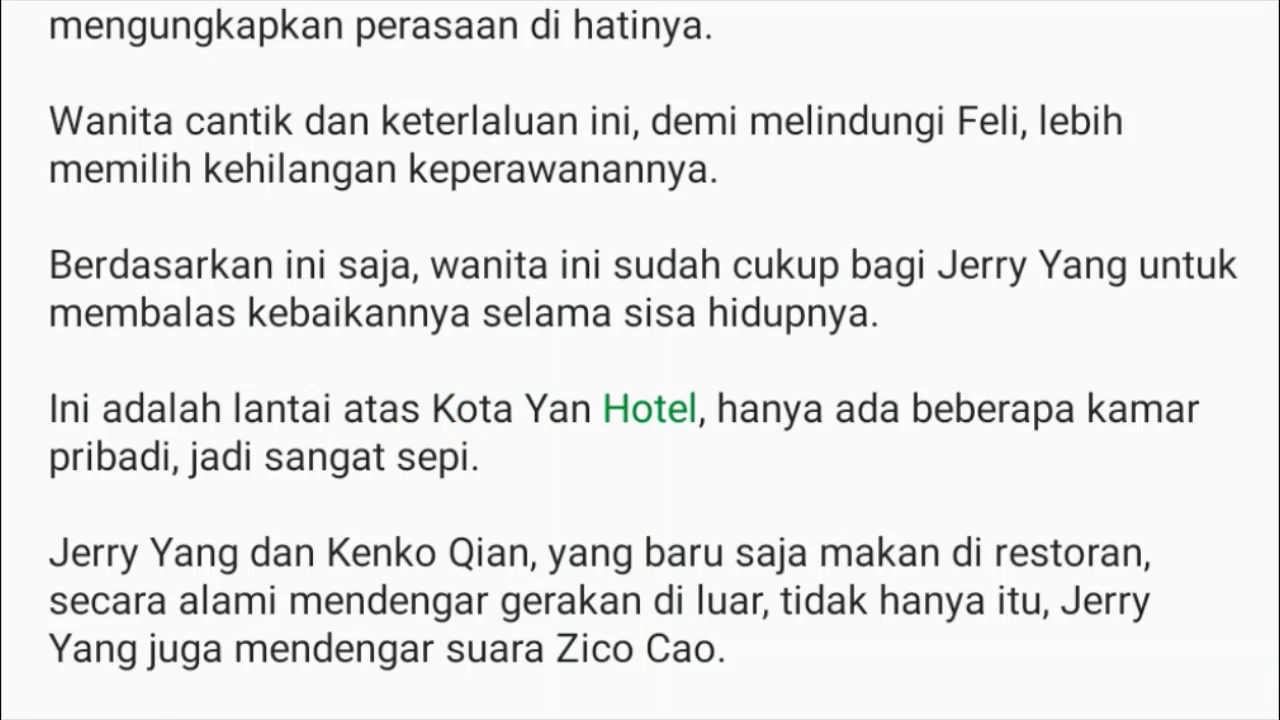 mengungkapkan perasaan di hatinya.
Wanita cantik dan keterlaluan ini, demi melindungi Feli, lebih
memilih kehilangan keperawanannya.
Berdasarkan ini saja, wanita ini sudah cukup bagi Jerry Yang untuk
membalas kebaikannya selama sisa hidupnya.
Ini adalah lantai atas Kota Yan Hotel, hanya ada beberapa kamar
pribadi, jadi sangat sepi.
Jerry Yang dan Kenko Qian, yang baru saja makan di restoran,
secara alami mendengar gerakan di luar, tidak hanya itu, Jerry
Yang juga mendengar suara Zico Cao.